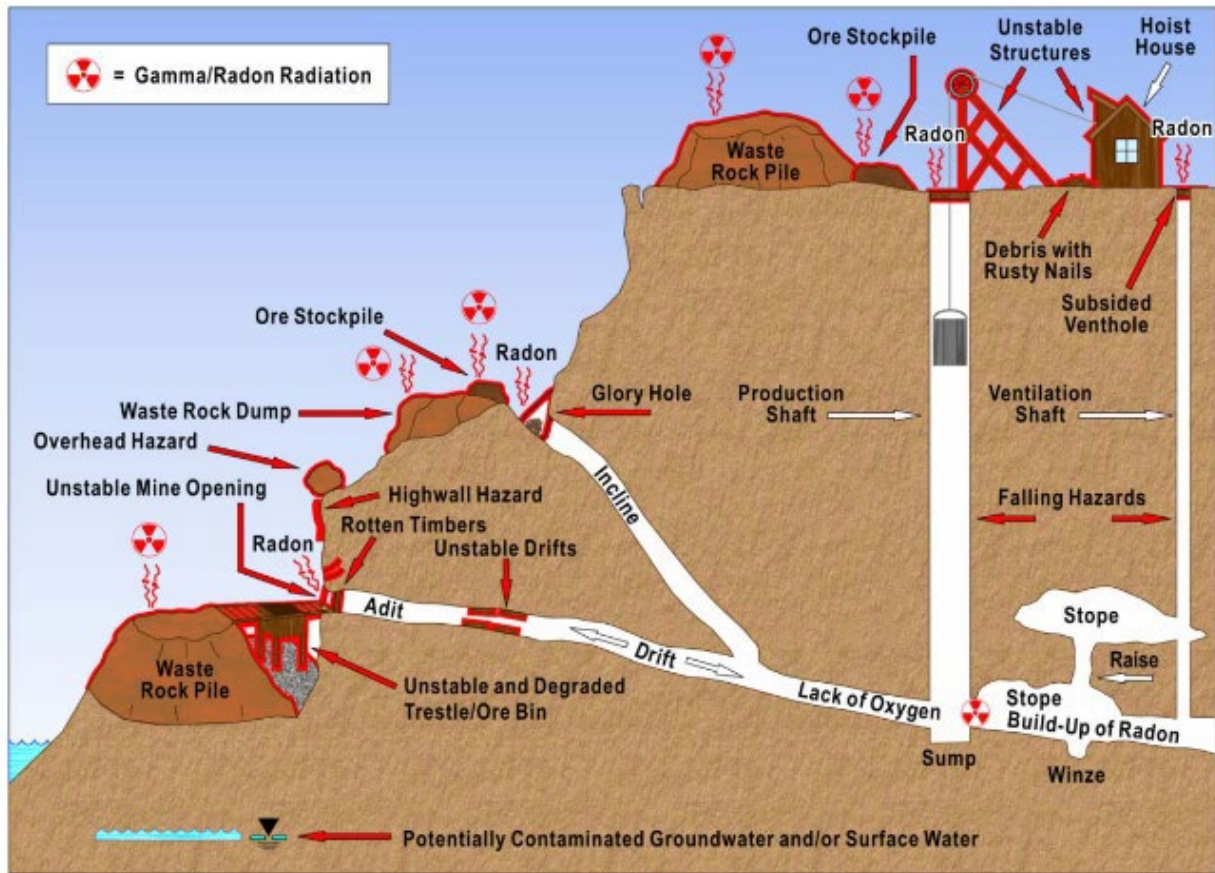 = Gamma/Radon Radiation
Ore Stockpile
Unstable
Structures
Hoist
House
Radon
Radon
Waste
Rock Pile
Debris with
Rusty Nails
Subsided
Venthole
Ore Stockpile
Radon
Glory Hole
Production
Shaft
Ventilation
Shaft
Waste Rock Dump
Overhead Hazard
Unstable Mine Opening
Highwall Hazard
Incline
Falling Hazards
Rotten Timbers
Radon
Unstable Drifts
Adit
Stope
Drift
Raise
Waste
Rock Pile
Unstable and Degraded
Trestle/Ore Bin
Lack of Oxygen
Stope
Build-Up of Radon
Sump
Winze
Potentially Contaminated Groundwater and/or Surface Water